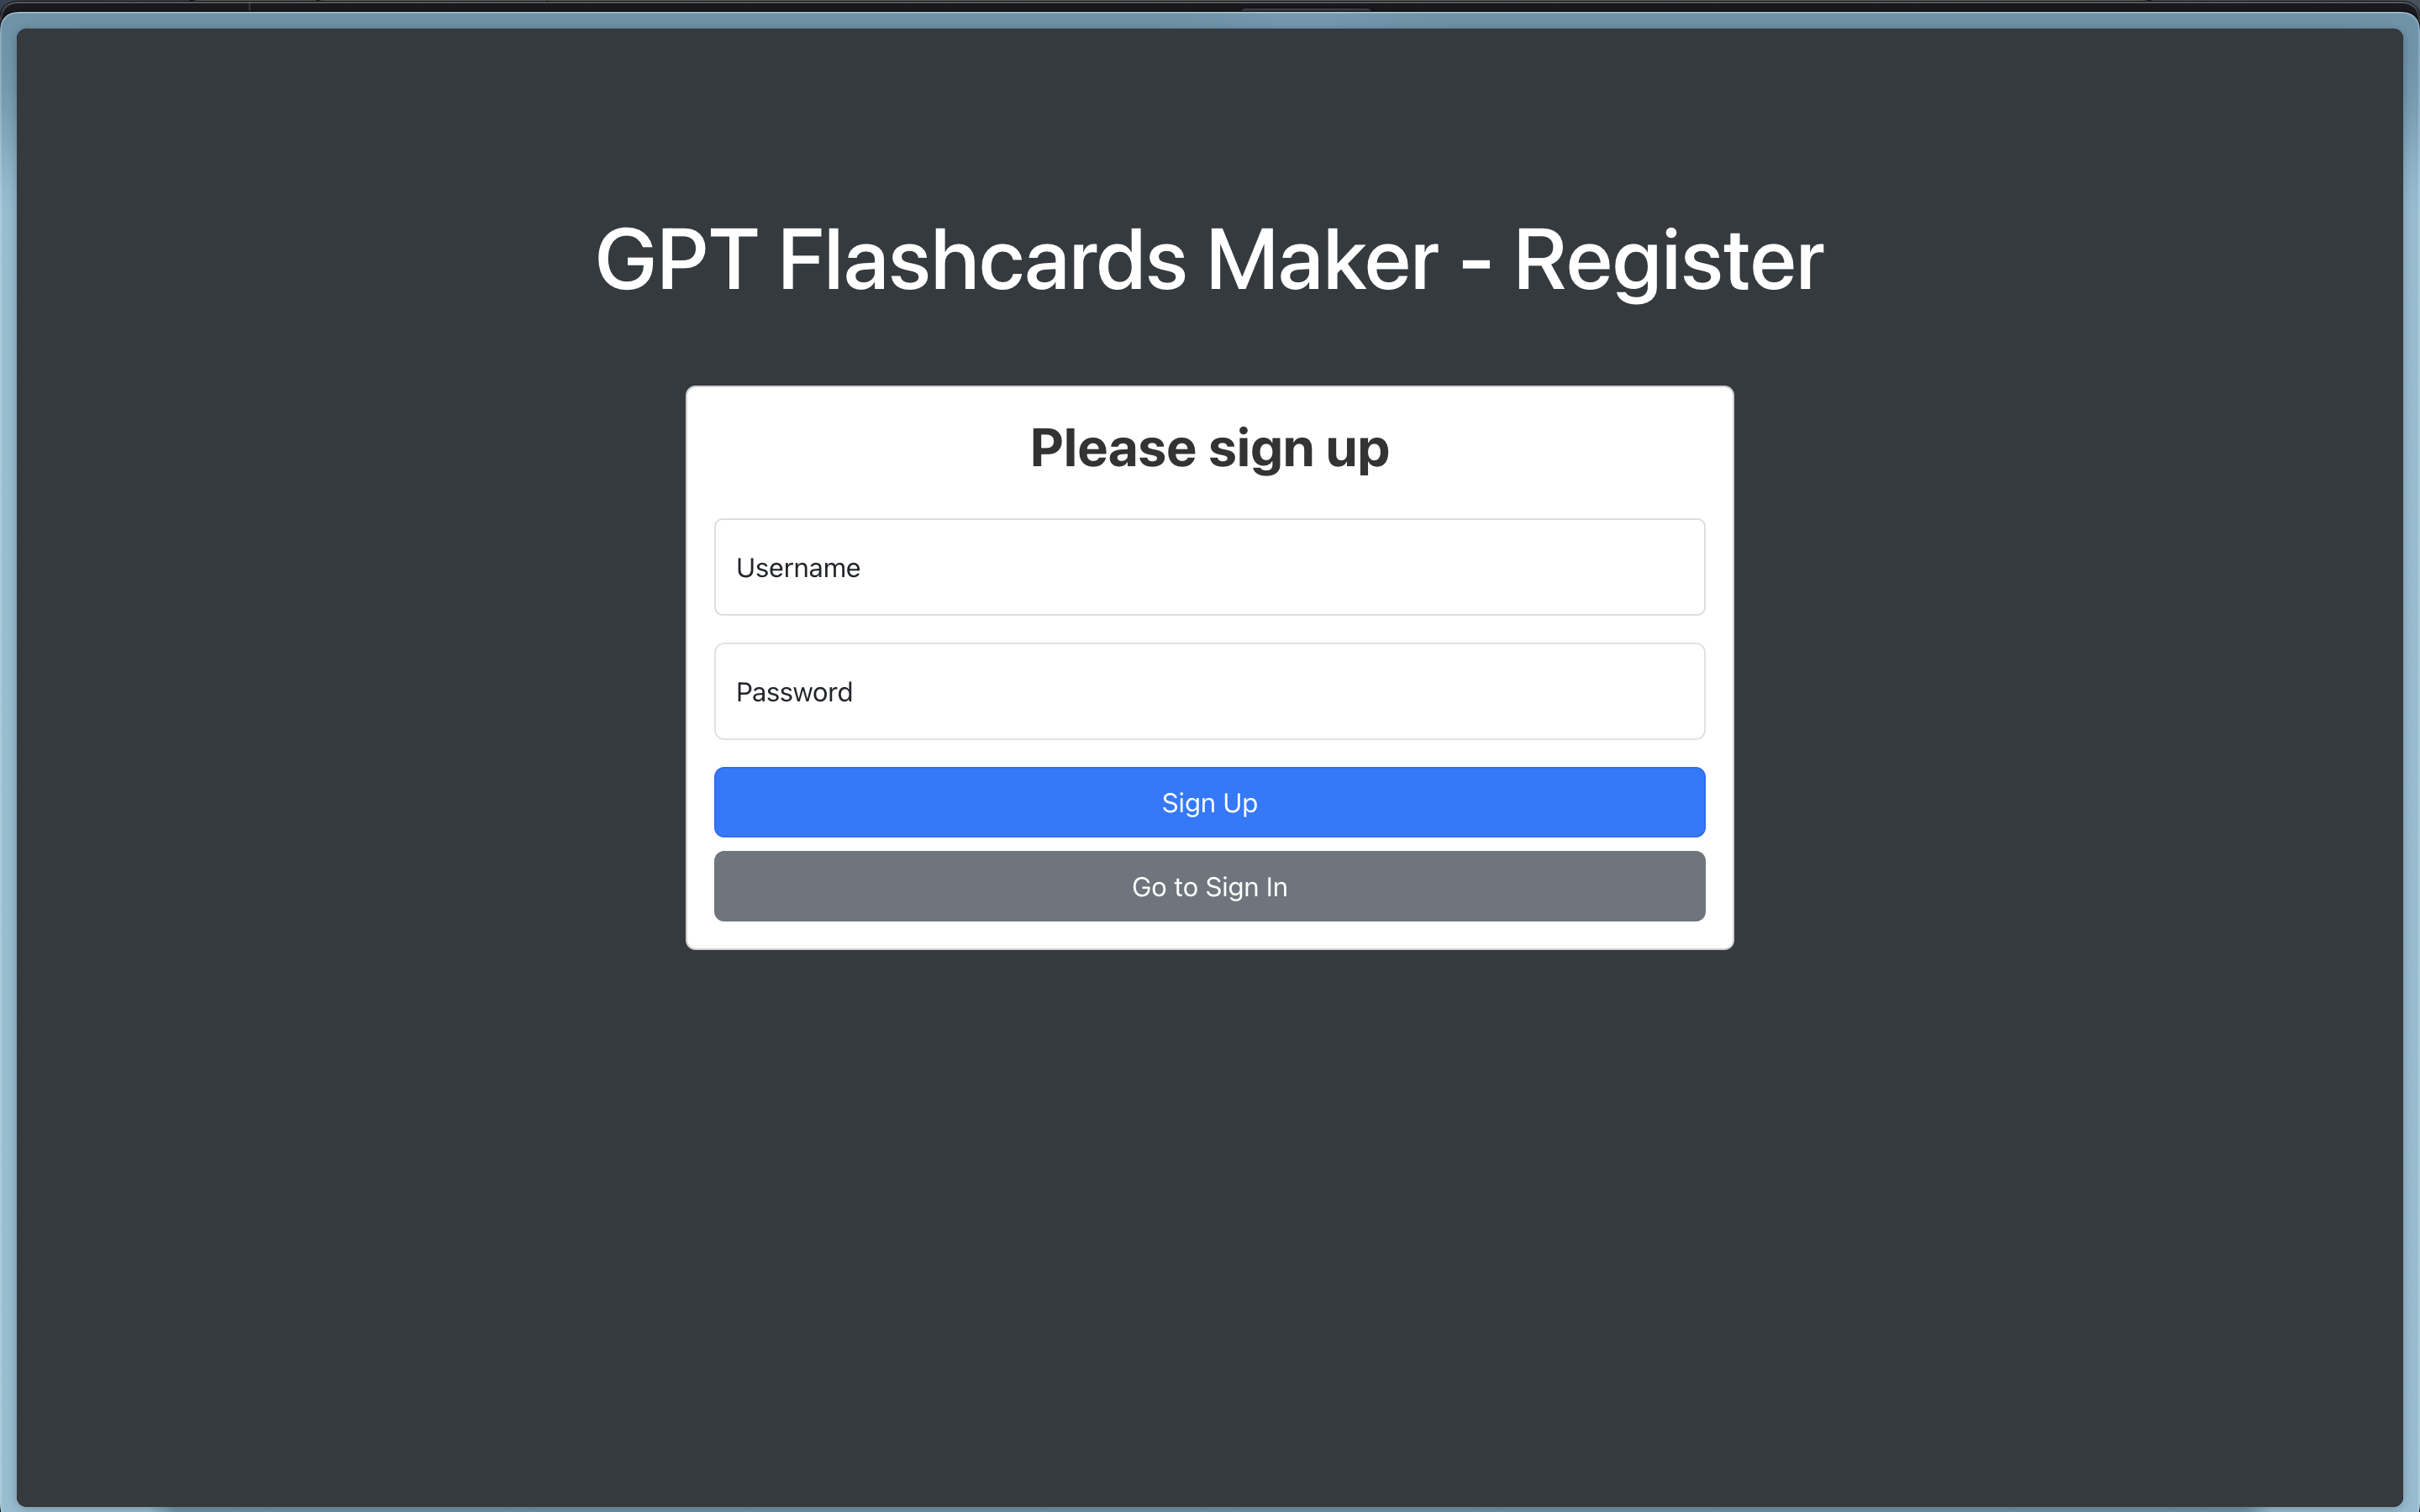 GPT Flashcards Maker - Register
Please sign up
Username
Password
Sign Up
Go to Sign In